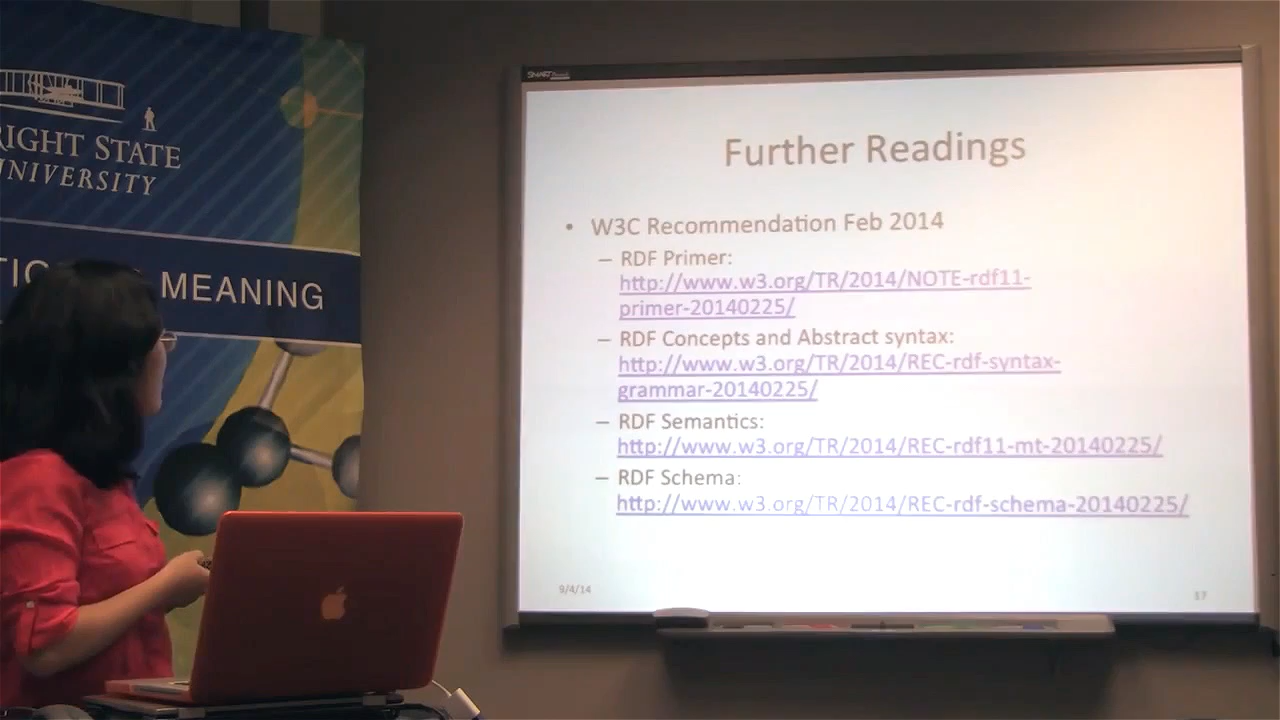 RIGHT STATE
UNIVERSITY
MEANING
SMART
Further Readings
• W3C Recommendation Feb 2014
– RDF Primer:
http://www.w3.org/TR/2014/NOTE-rdf11-
primer-20140225/
– RDF Concepts and Abstract syntax:
http://www.w3.org/TR/2014/REC-rdf-syntax-
grammar-20140225/
– RDF Semantics:
http://www.w3.org/TR/2014/REC-rdf11-mt-20140225/
– RDF Schema:
http://www.w3.org/TR/2014/REC-rdf-schema-20140225/
9/4/14
17